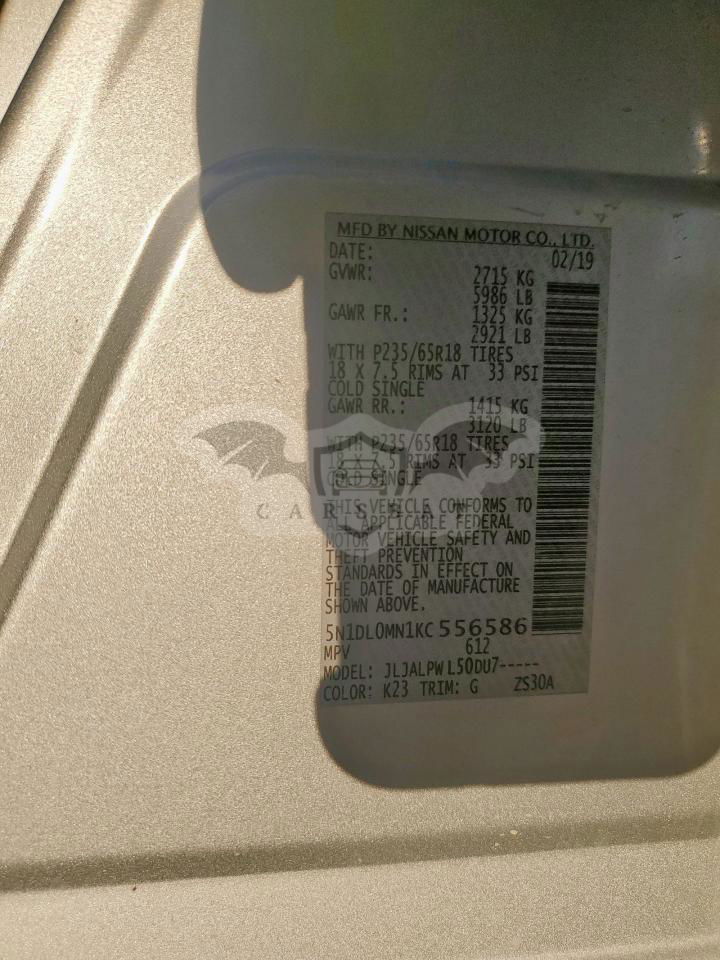 MFD BY NISSAN MOTOR CO., LTD.
DATE: 02/19
GVWR: 2715 KG
5986 LB
GAWR FR.: 1325 KG
2921 LB
WITH P235/65R18 TIRES
18 X 7.5 RIMS AT 33 PSI
COLD SINGLE
GAWR RR.: 1415 KG
3120 LB
WITH P235/65R18 TIRES
18 X 7.5 RIMS AT 33 PSI
COLD SINGLE
THIS VEHICLE CONFORMS TO
ALL APPLICABLE FEDERAL
MOTOR VEHICLE SAFETY AND
THEFT PREVENTION
STANDARDS IN EFFECT ON
THE DATE OF MANUFACTURE
SHOWN ABOVE.
5N1DL0MN1KC556586
MPV 612
MODEL: JLJALPWL50DU7-----
COLOR: K23 TRIM: G ZS30A
CARSBAT